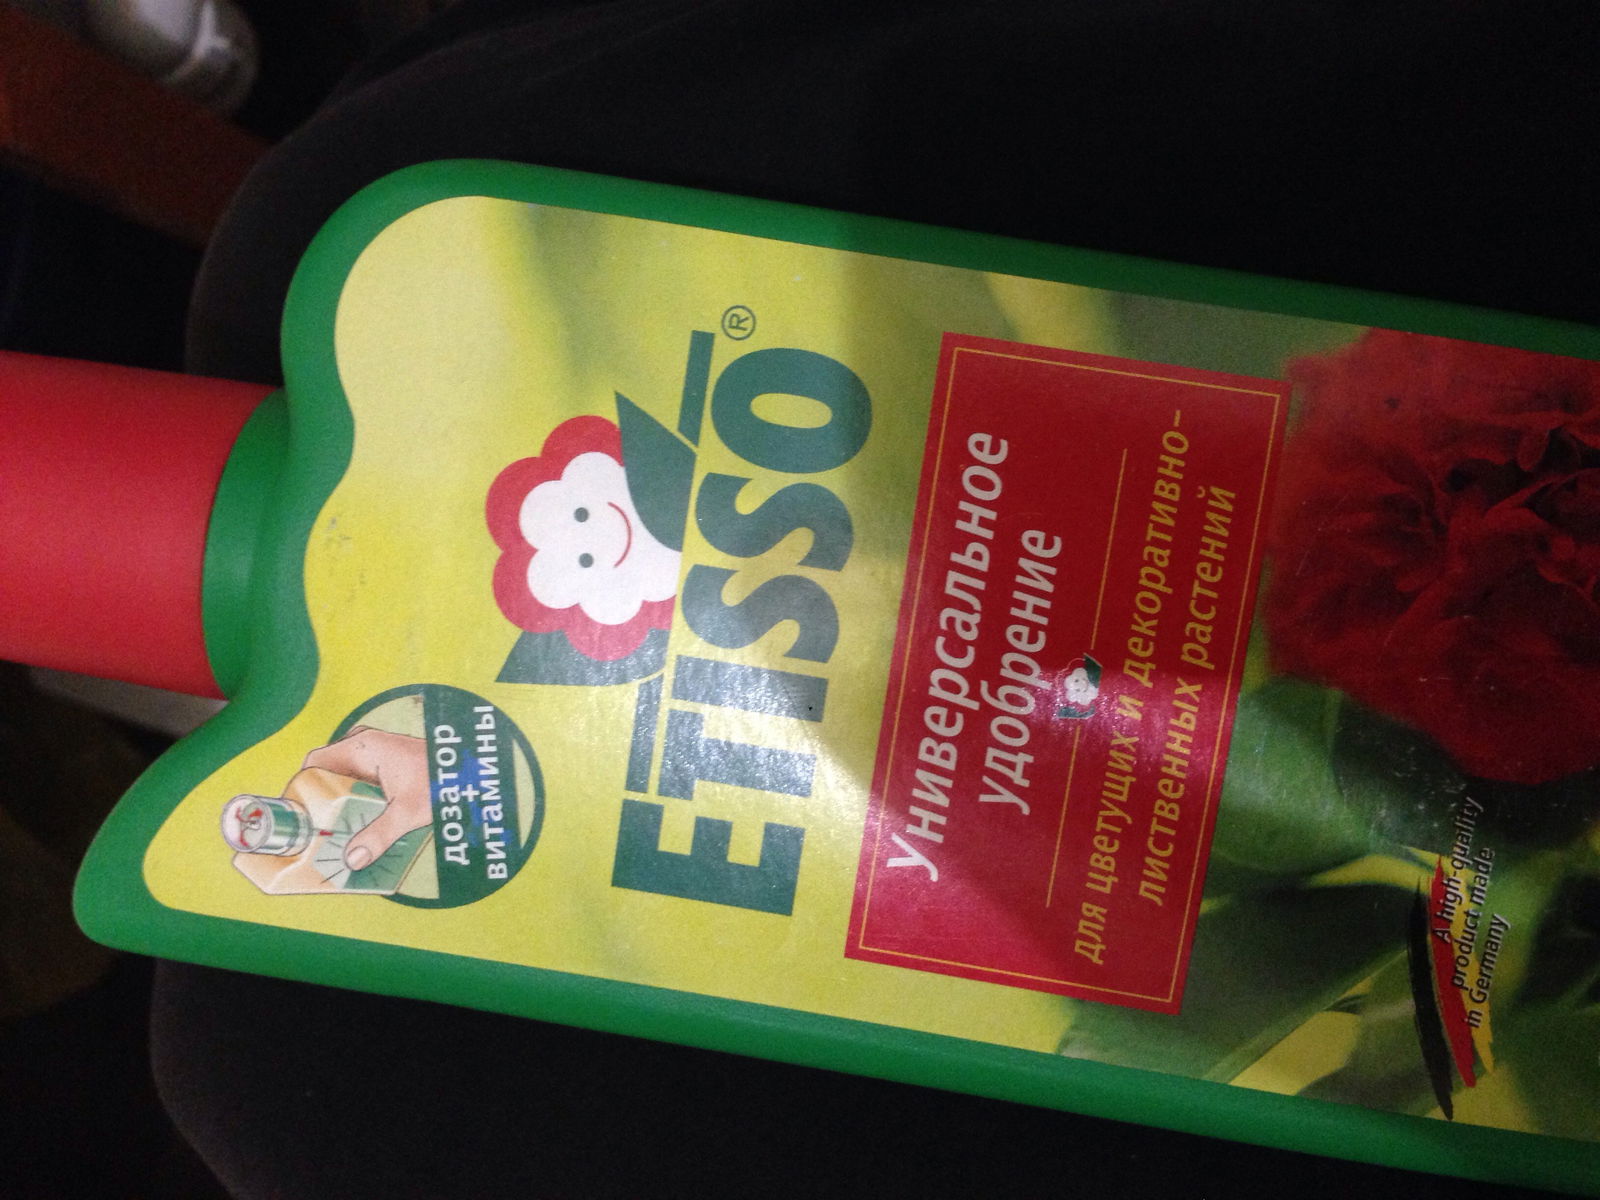 дозатор
+
витамины
ETISSO®
Универсальное
удобрение
для цветущих и декоративно-
лиственных растений
A high-quality
product made
in Germany